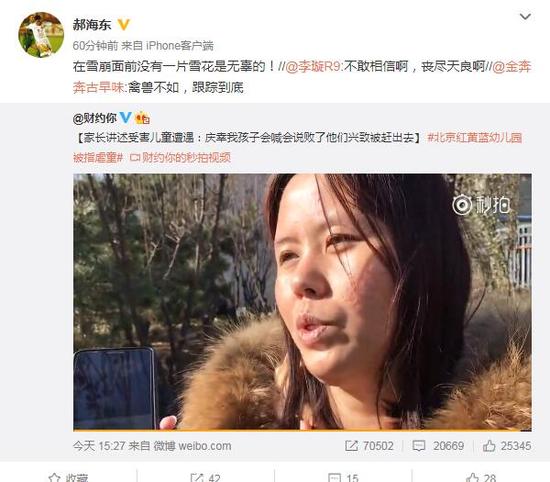 郝海东
60分钟前 来自 iPhone客户端
在雪崩面前没有一片雪花是无辜的！//@李璇R9:不敢相信啊，丧尽天良啊//@金奔
奔古早味:禽兽不如，跟踪到底
@财约你
【家长讲述受害儿童遭遇：庆幸我孩子会喊会说败了他们兴致被赶出去】#北京红黄蓝幼儿园
被指虐童# 财约你的秒拍视频
秒拍
今天 15:27 来自 微博 weibo.com 70502 20669 25345
收藏 42 15 28